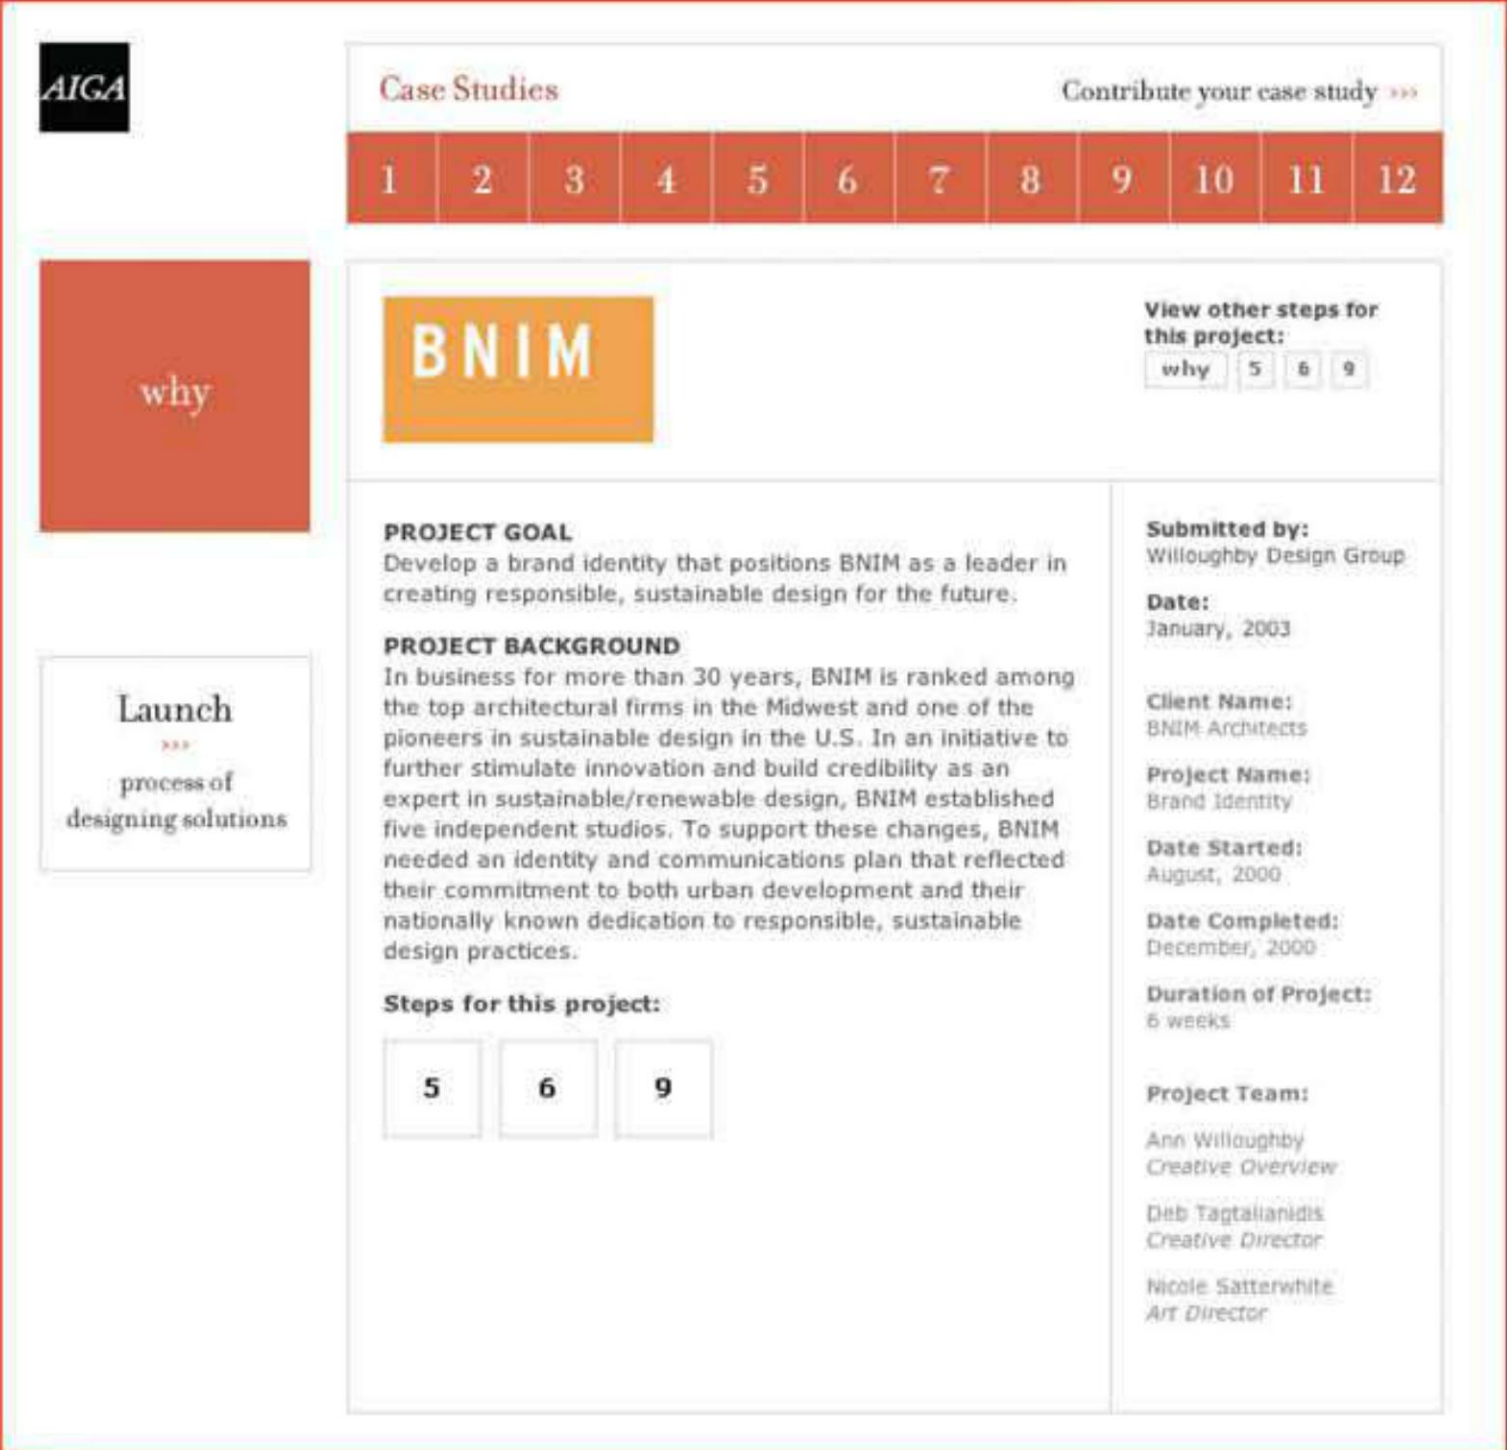 AIGA
Case Studies
Contribute your case study >>>
1 2 3 4 5 6 7 8 9 10 11 12
why
Launch
>>>
process of
designing solutions
BNIM
View other steps for
this project:
why 5 6 9
PROJECT GOAL
Develop a brand identity that positions BNIM as a leader in
creating responsible, sustainable design for the future.
PROJECT BACKGROUND
In business for more than 30 years, BNIM is ranked among
the top architectural firms in the Midwest and one of the
pioneers in sustainable design in the U.S. In an initiative to
further stimulate innovation and build credibility as an
expert in sustainable/renewable design, BNIM established
five independent studios. To support these changes, BNIM
needed an identity and communications plan that reflected
their commitment to both urban development and their
nationally known dedication to responsible, sustainable
design practices.
Steps for this project:
5 6 9
Submitted by:
Willoughby Design Group
Date:
January, 2003
Client Name:
BNIM Architects
Project Name:
Brand Identity
Date Started:
August, 2000
Date Completed:
December, 2000
Duration of Project:
6 weeks
Project Team:
Ann Willoughby
Creative Overview
Deb Tagtalianidis
Creative Director
Nicole Satterwhite
Art Director